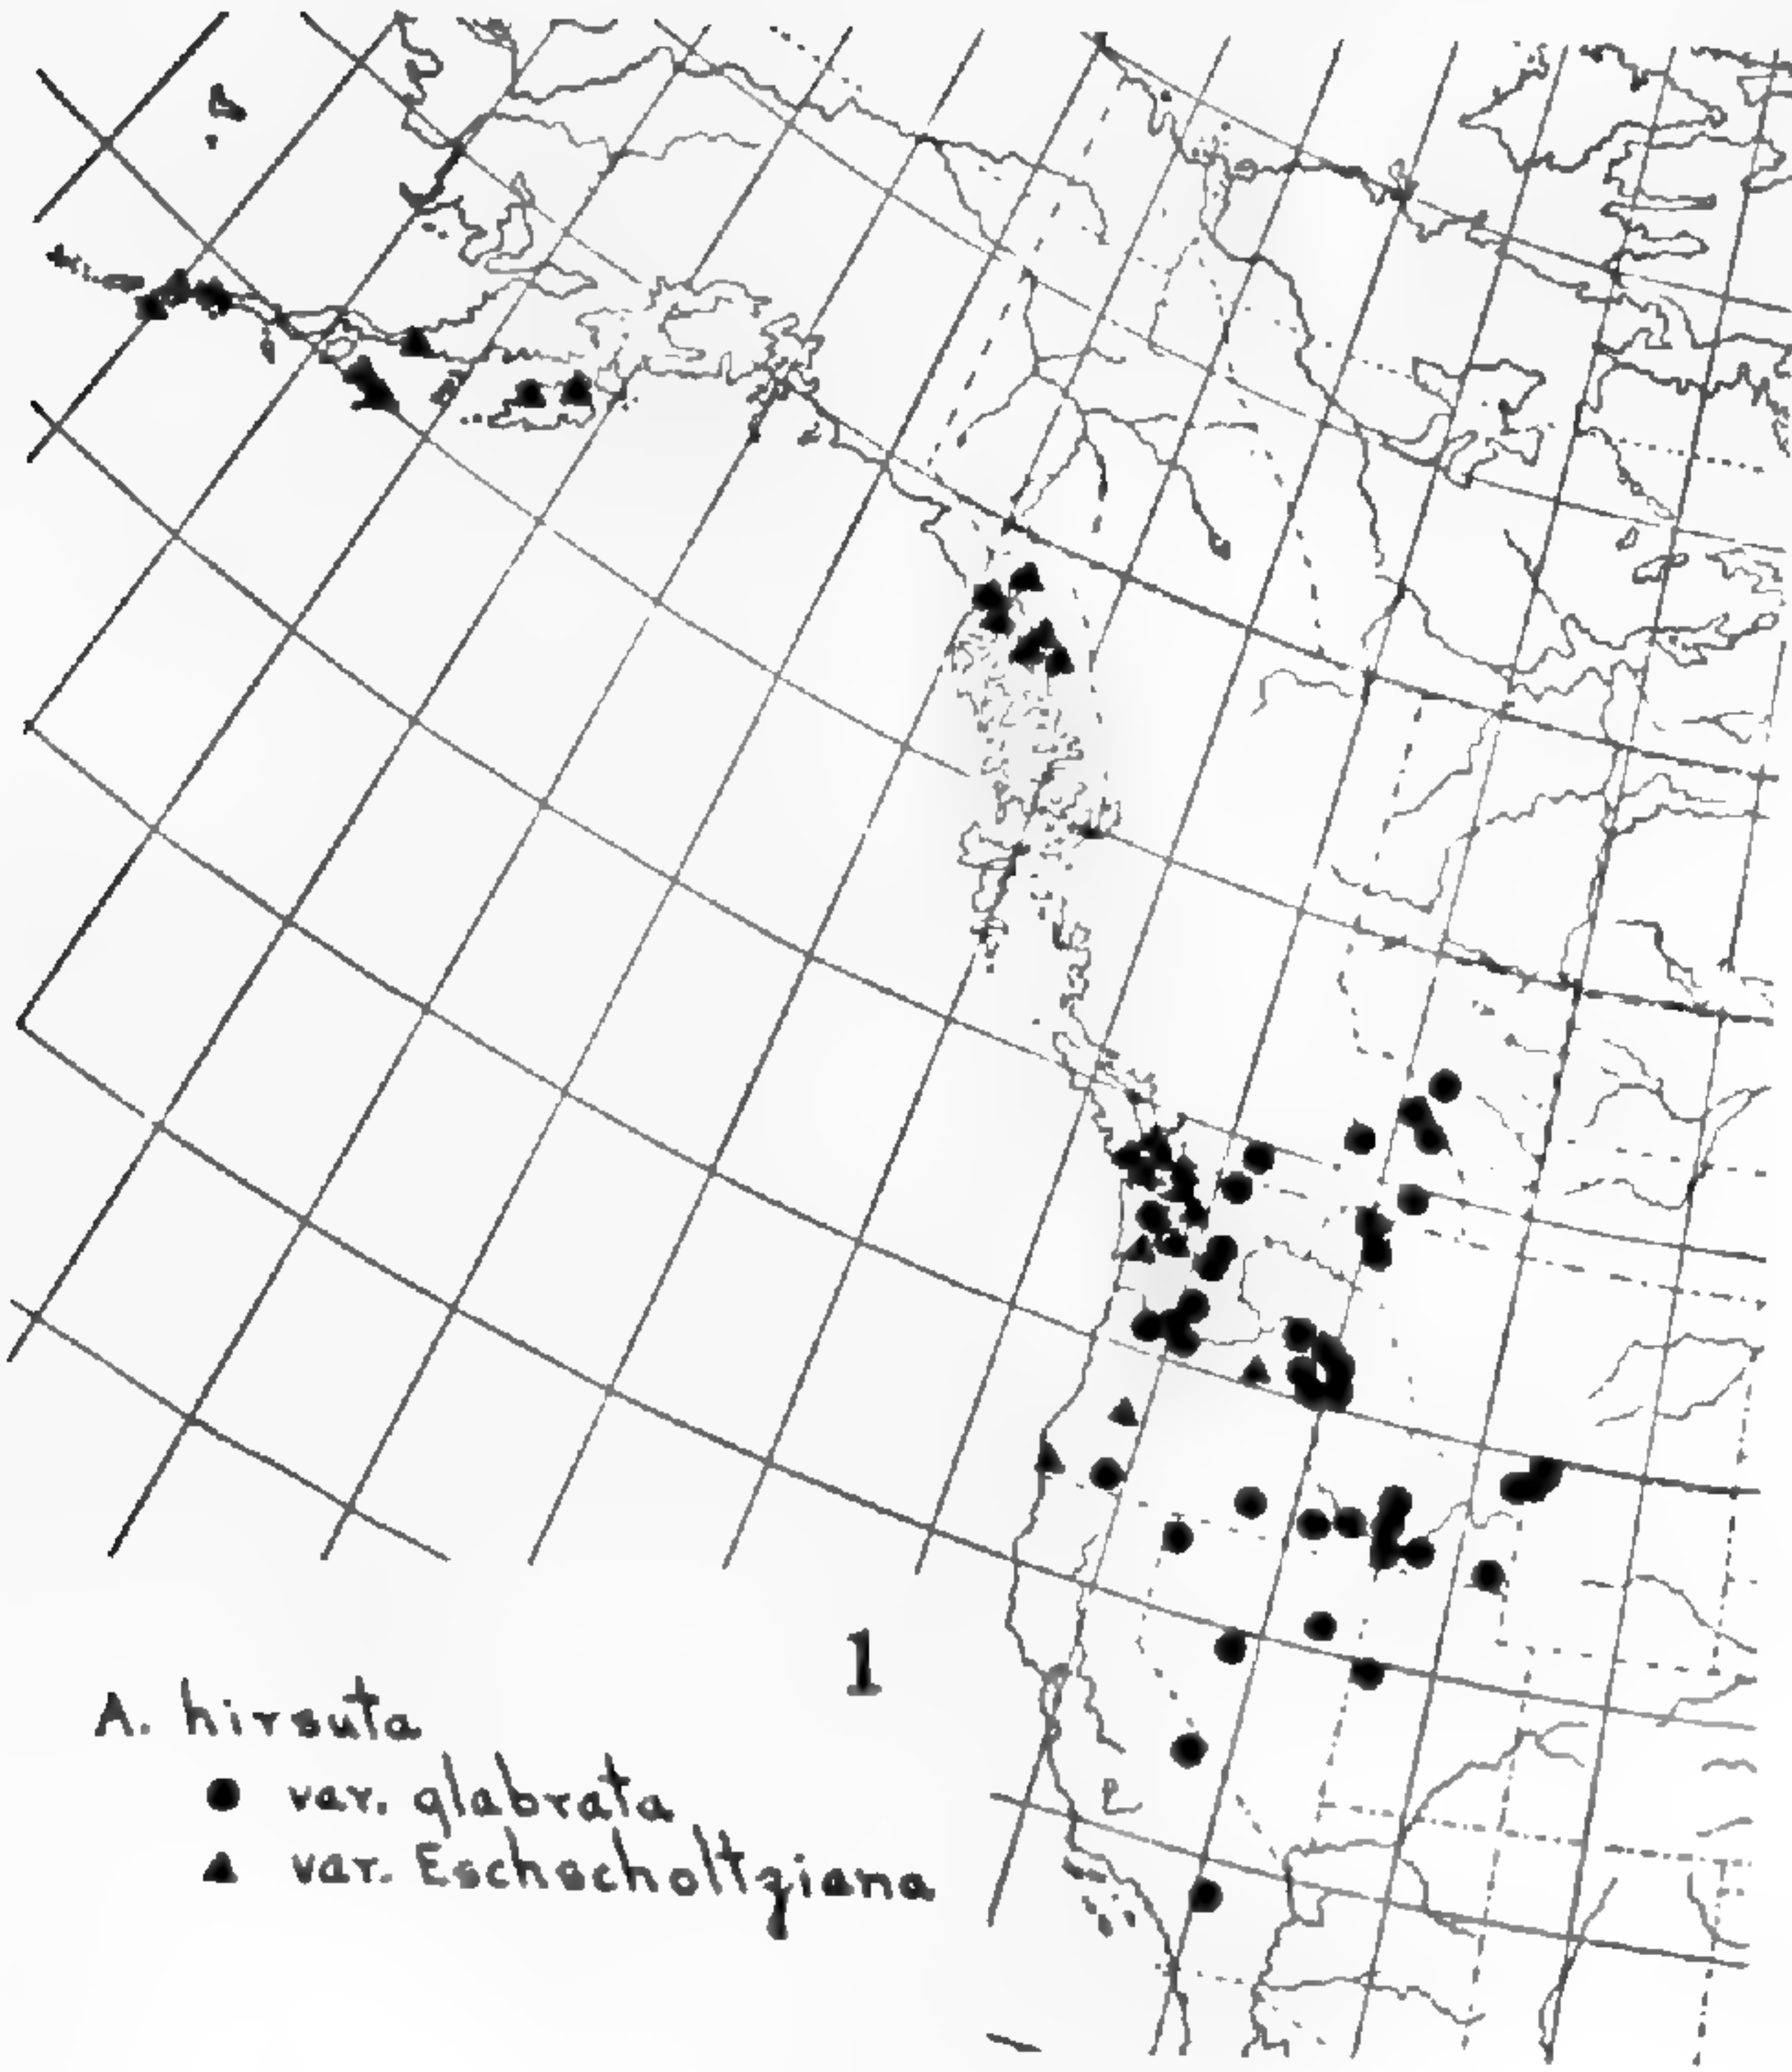 1
A. hirsuta
● var. glabrata
▲ var. Eschscholtziana